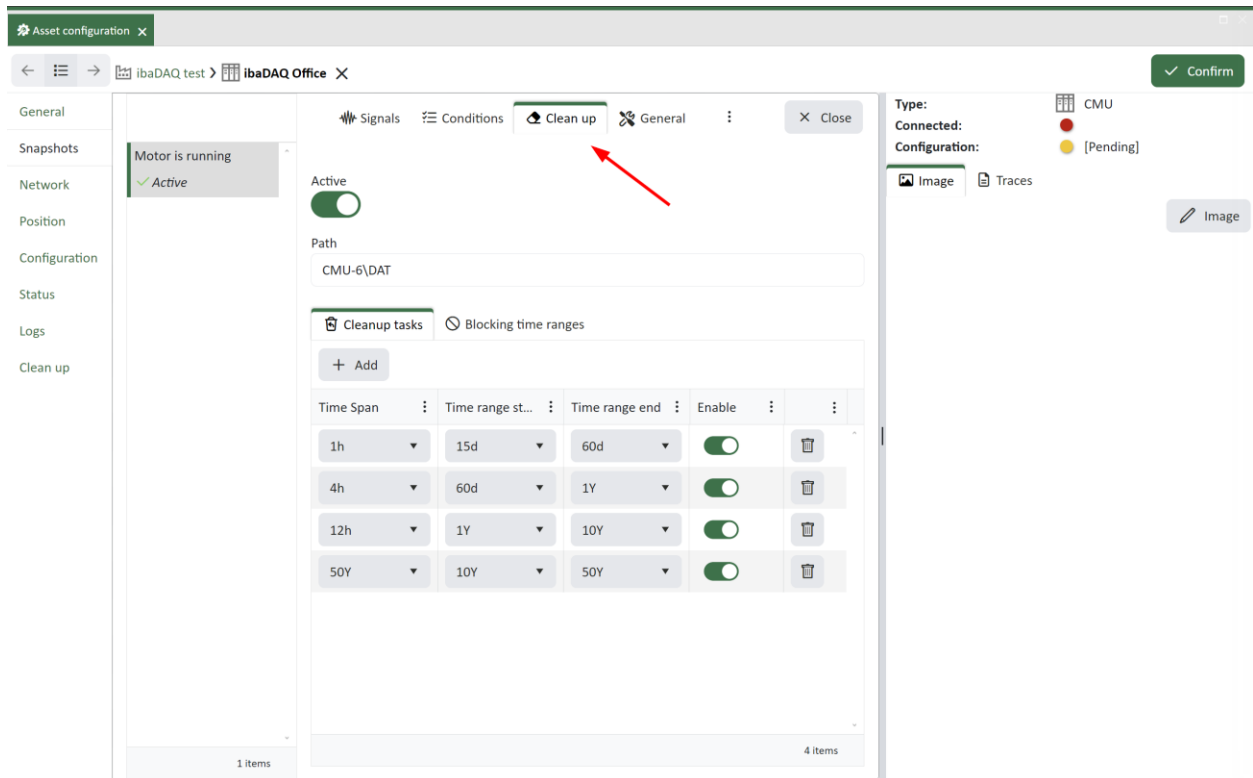 Asset configuration
ibaDAQ test ibaDAQ Office
Confirm
General
Snapshots
Network
Position
Configuration
Status
Logs
Clean up
Motor is running
Active
1 items
Signals Conditions Clean up General Close
Active
Path
CMU-6\DAT
Cleanup tasks Blocking time ranges
+ Add
Time Span Time range st... Time range end Enable
1h 15d 60d
4h 60d 1Y
12h 1Y 10Y
50Y 10Y 50Y
4 items
Type: CMU
Connected:
Configuration: [Pending]
Image Traces
Image